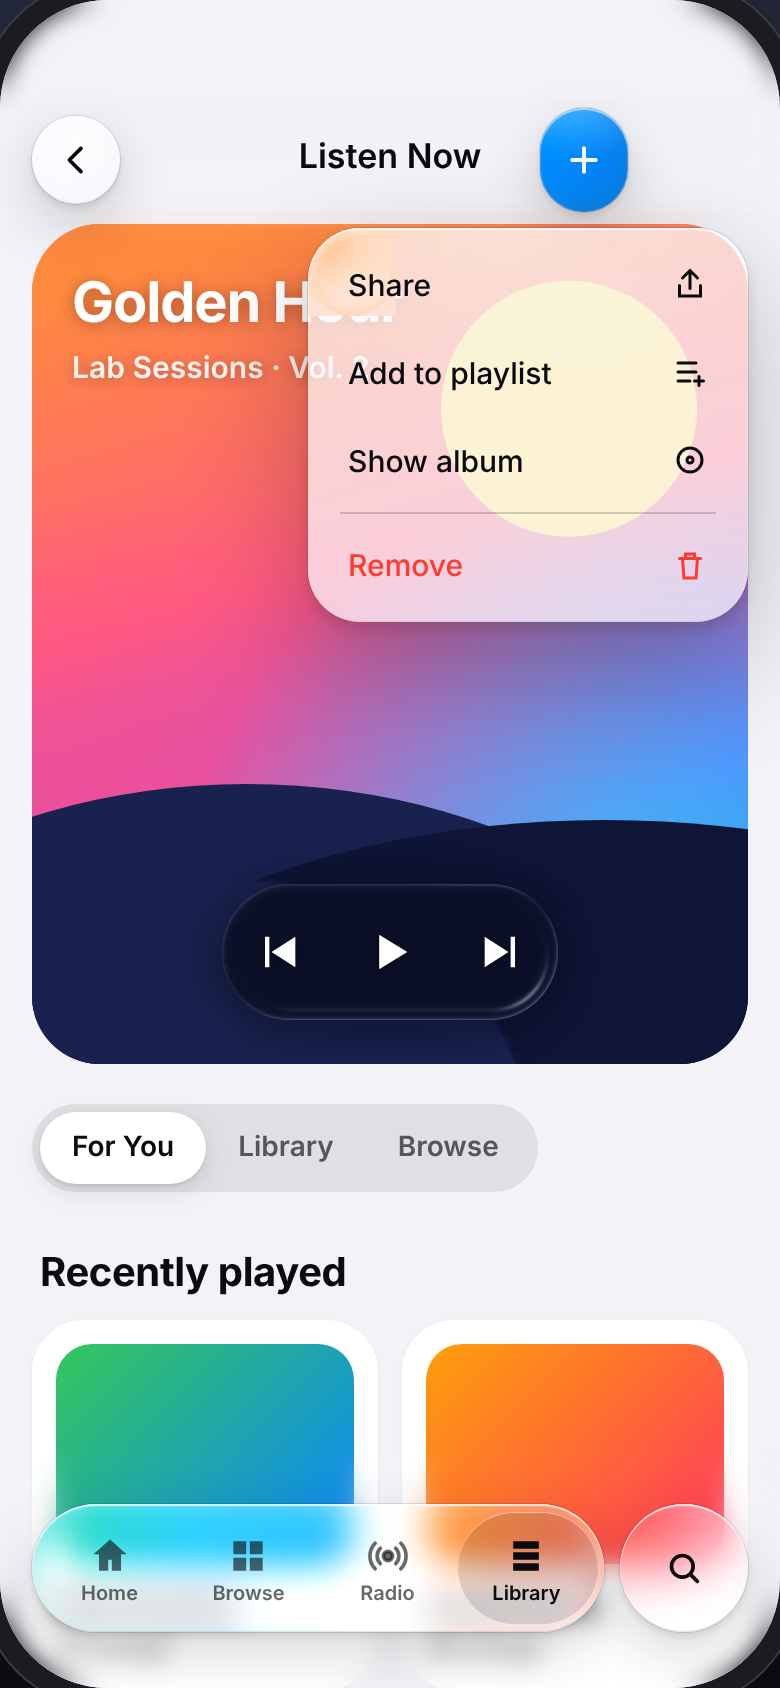 Listen Now
Golden Hour
Lab Sessions · Vol.
Share
Add to playlist
Show album
Remove
For You
Library
Browse
Recently played
Home
Browse
Radio
Library